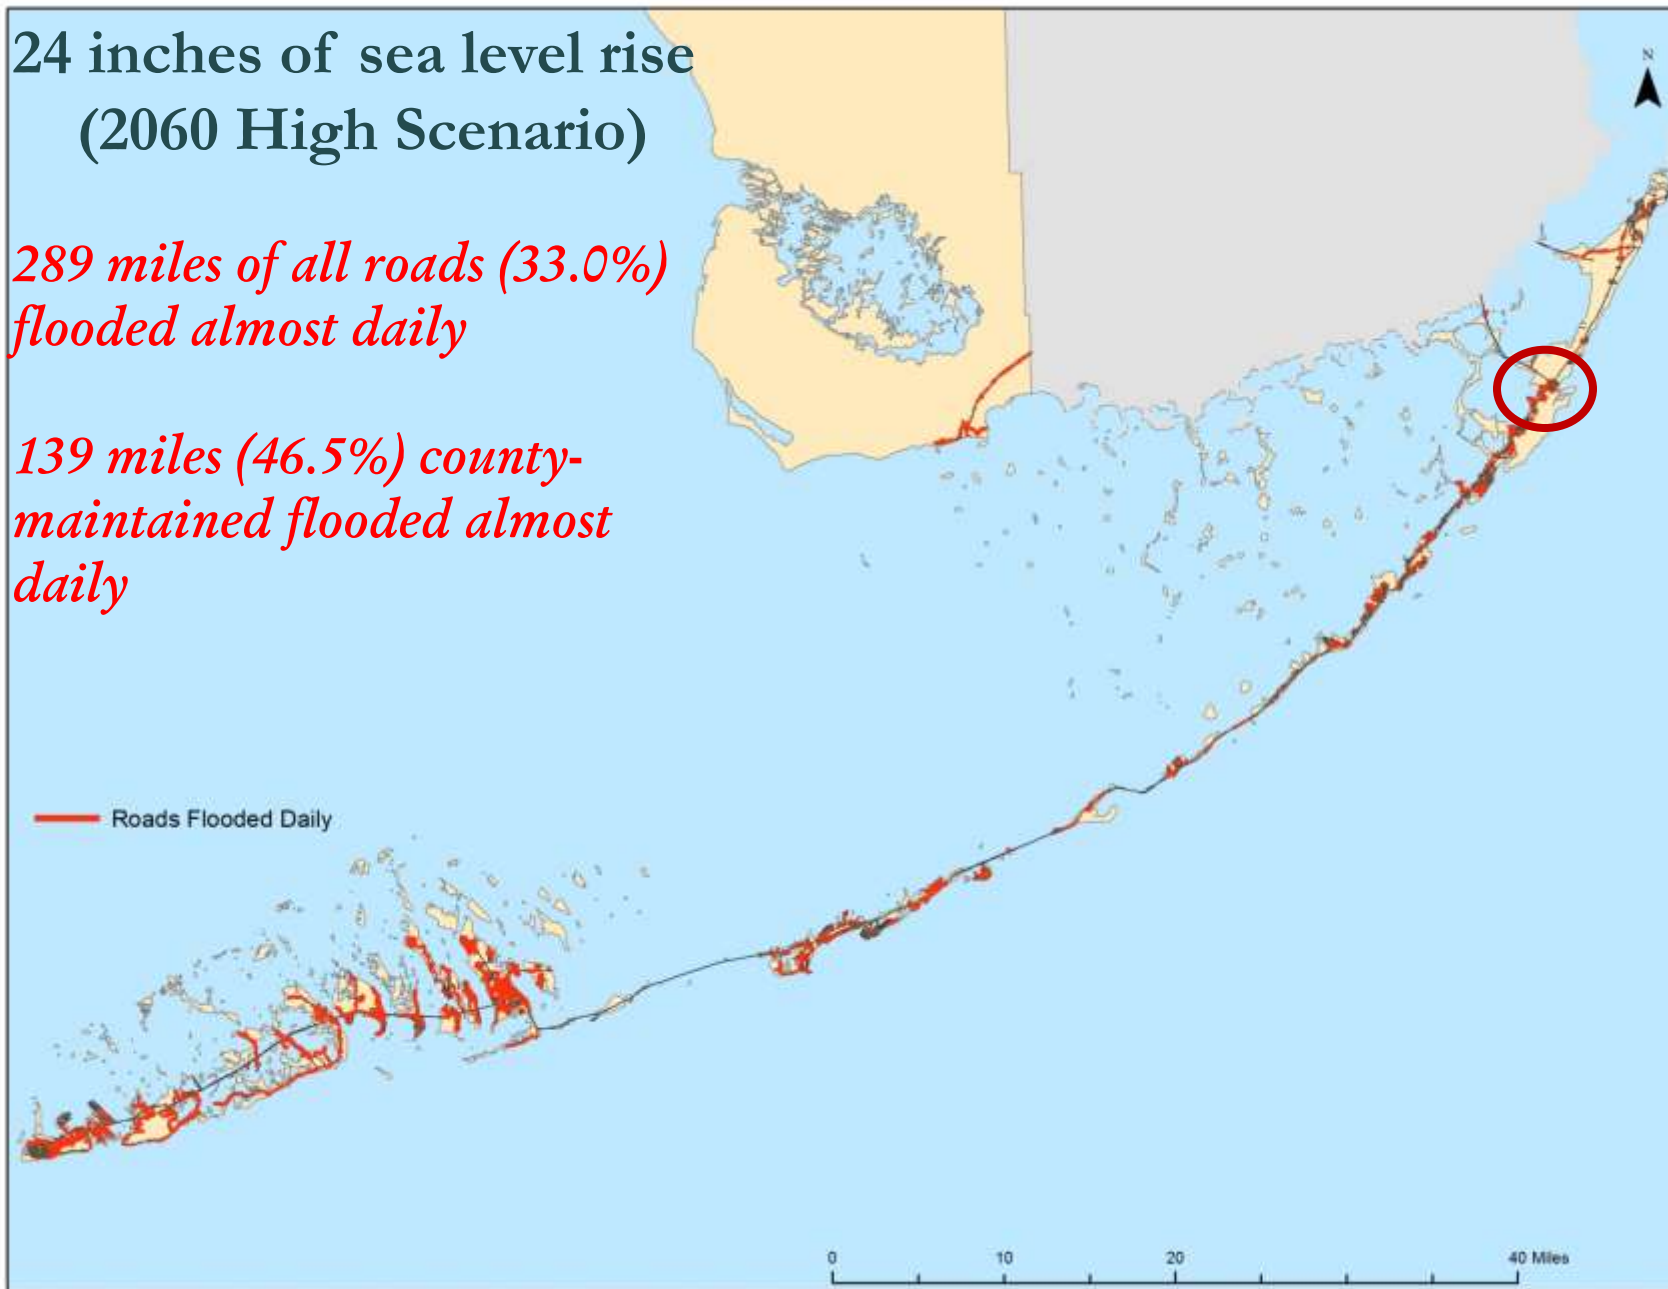 24 inches of sea level rise
(2060 High Scenario)
289 miles of all roads (33.0%)
flooded almost daily
139 miles (46.5%) county-
maintained flooded almost
daily
N
Roads Flooded Daily
0 10 20 40 Miles